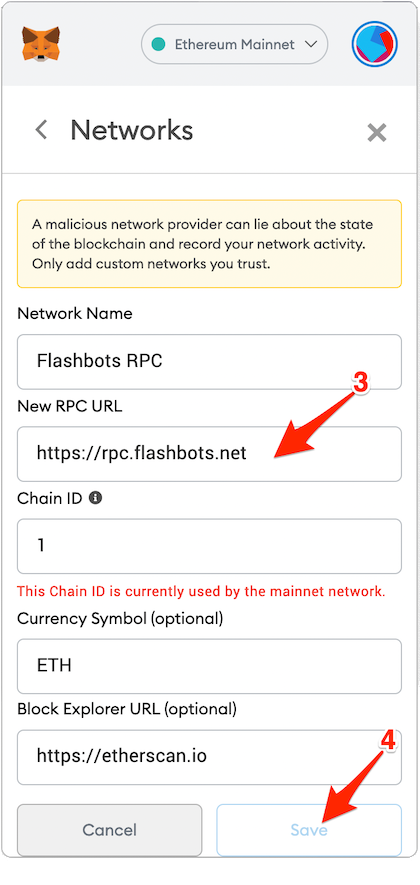 Ethereum Mainnet
Networks
A malicious network provider can lie about the state
of the blockchain and record your network activity.
Only add custom networks you trust.
Network Name
Flashbots RPC
3
New RPC URL
https://rpc.flashbots.net
Chain ID
1
This Chain ID is currently used by the mainnet network.
Currency Symbol (optional)
ETH
Block Explorer URL (optional)
4
https://etherscan.io
Cancel
Save